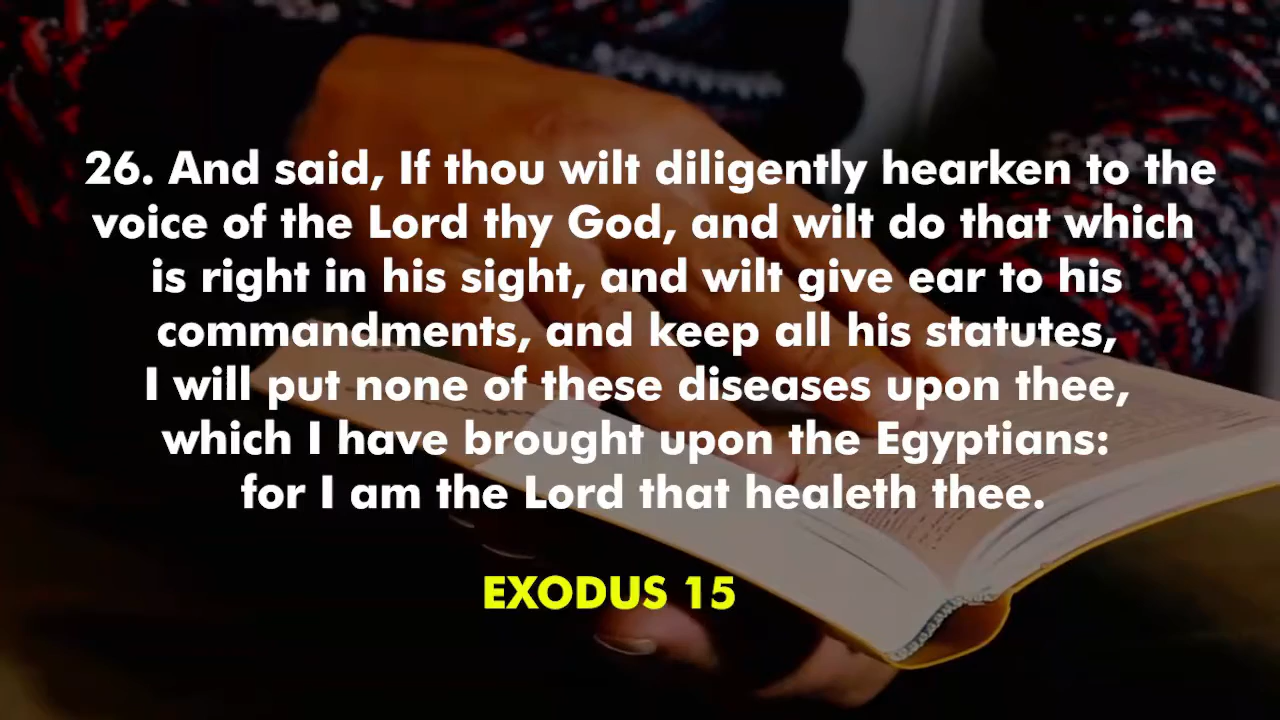 26. And said, If thou wilt diligently hearken to the
voice of the Lord thy God, and wilt do that which
is right in his sight, and wilt give ear to his
commandments, and keep all his statutes,
I will put none of these diseases upon thee,
which I have brought upon the Egyptians:
for I am the Lord that healeth thee.
EXODUS 15